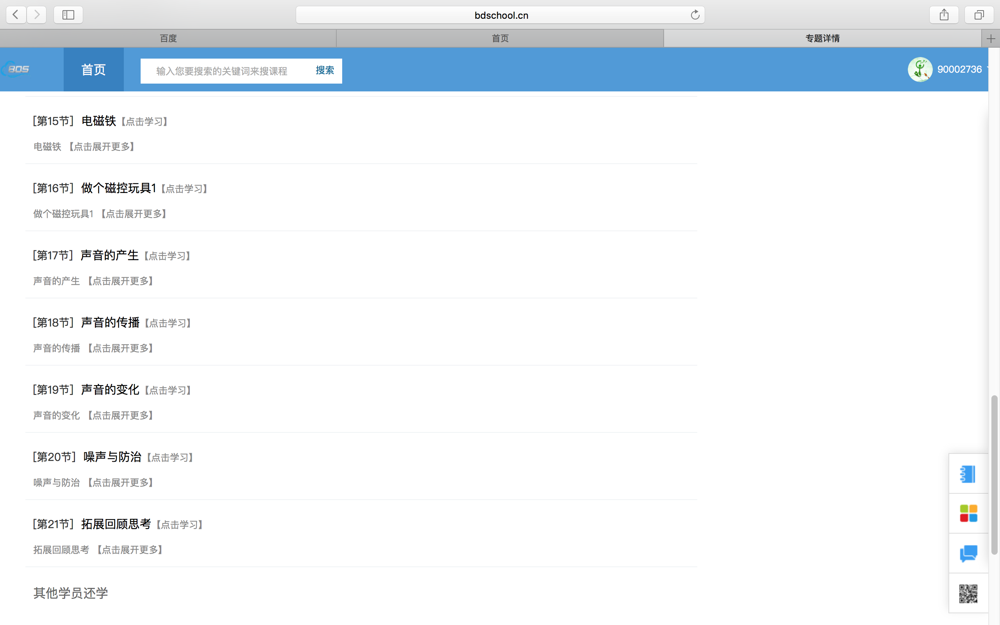 bdschool.cn
百度
首页
专题详情
BDS
首页
输入您要搜索的关键词来搜课程
搜索
90002736
[第15节] 电磁铁【点击学习】
电磁铁 【点击展开更多】
[第16节] 做个磁控玩具1【点击学习】
做个磁控玩具1 【点击展开更多】
[第17节] 声音的产生【点击学习】
声音的产生 【点击展开更多】
[第18节] 声音的传播【点击学习】
声音的传播 【点击展开更多】
[第19节] 声音的变化【点击学习】
声音的变化 【点击展开更多】
[第20节] 噪声与防治【点击学习】
噪声与防治 【点击展开更多】
[第21节] 拓展回顾思考【点击学习】
拓展回顾思考 【点击展开更多】
其他学员还学